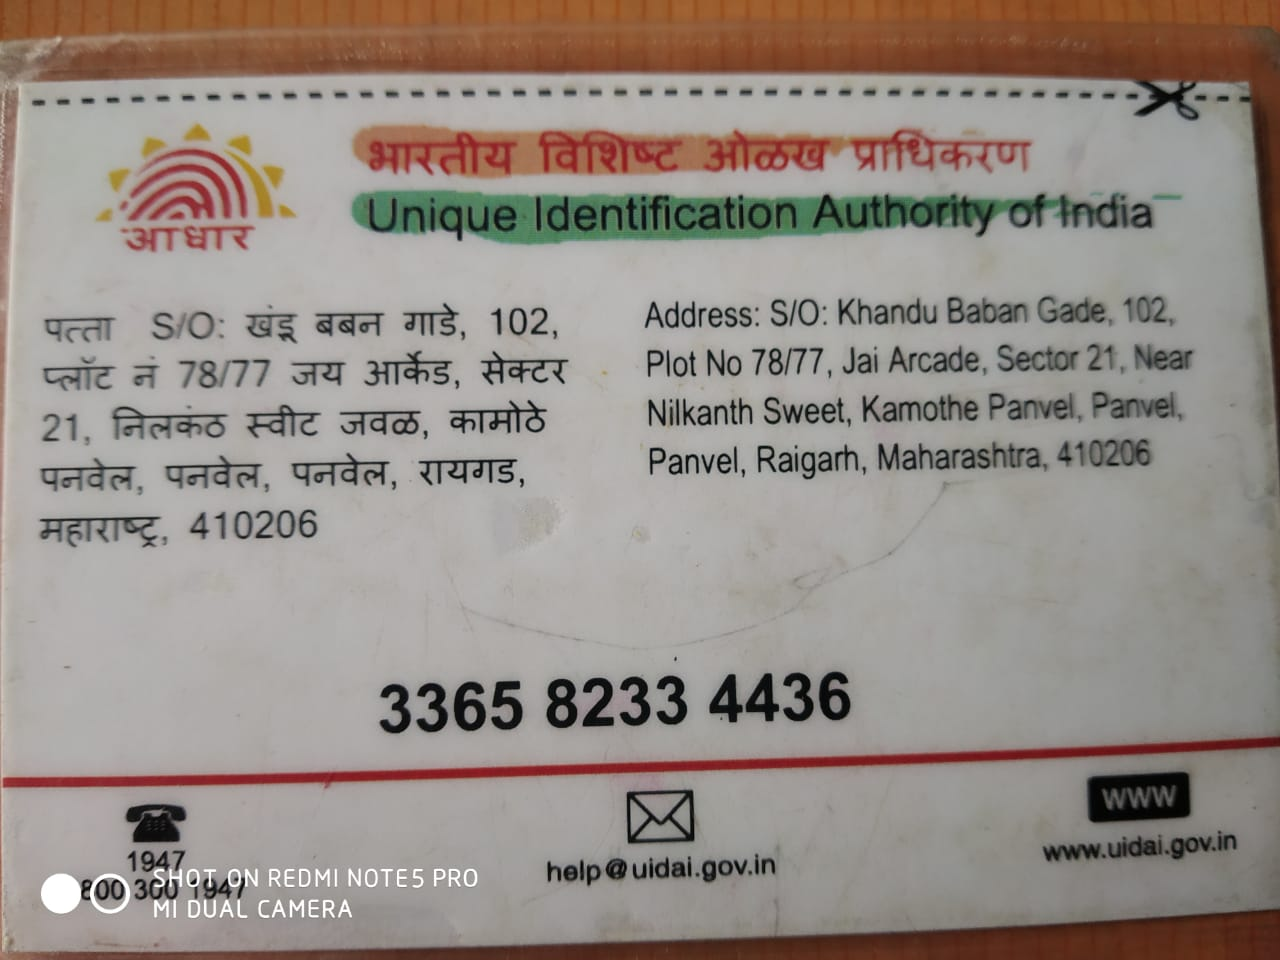 भारतीय विशिष्ट ओळख प्राधिकरण
Unique Identification Authority of India
आधार
पत्ता S/O: खंडू बबन गाडे, 102,
प्लॉट नं 78/77 जय आर्केड, सेक्टर
21, निलकंठ स्वीट जवळ, कामोठे
पनवेल, पनवेल, पनवेल, रायगड,
महाराष्ट्र, 410206
Address: S/O: Khandu Baban Gade, 102,
Plot No 78/77, Jai Arcade, Sector 21, Near
Nilkanth Sweet, Kamothe Panvel, Panvel,
Panvel, Raigarh, Maharashtra, 410206
3365 8233 4436
1947
800 300 1947
help@uidai.gov.in
WWW
www.uidai.gov.in
SHOT ON REDMI NOTE5 PRO
MI DUAL CAMERA